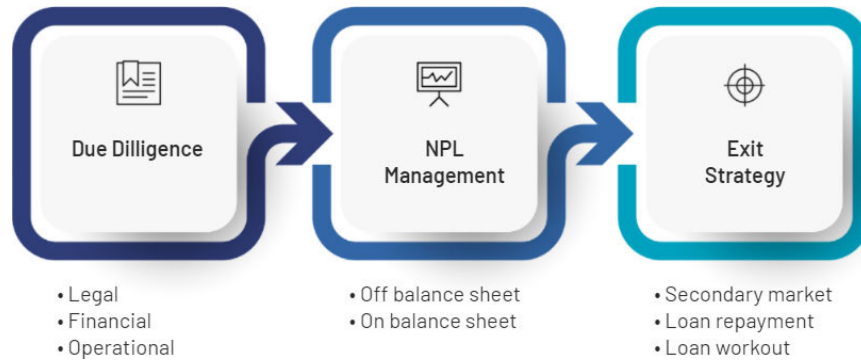 Due Dilligence
NPL
Management
Exit
Strategy
• Legal
• Financial
• Operational
• Off balance sheet
• On balance sheet
• Secondary market
• Loan repayment
• Loan workout